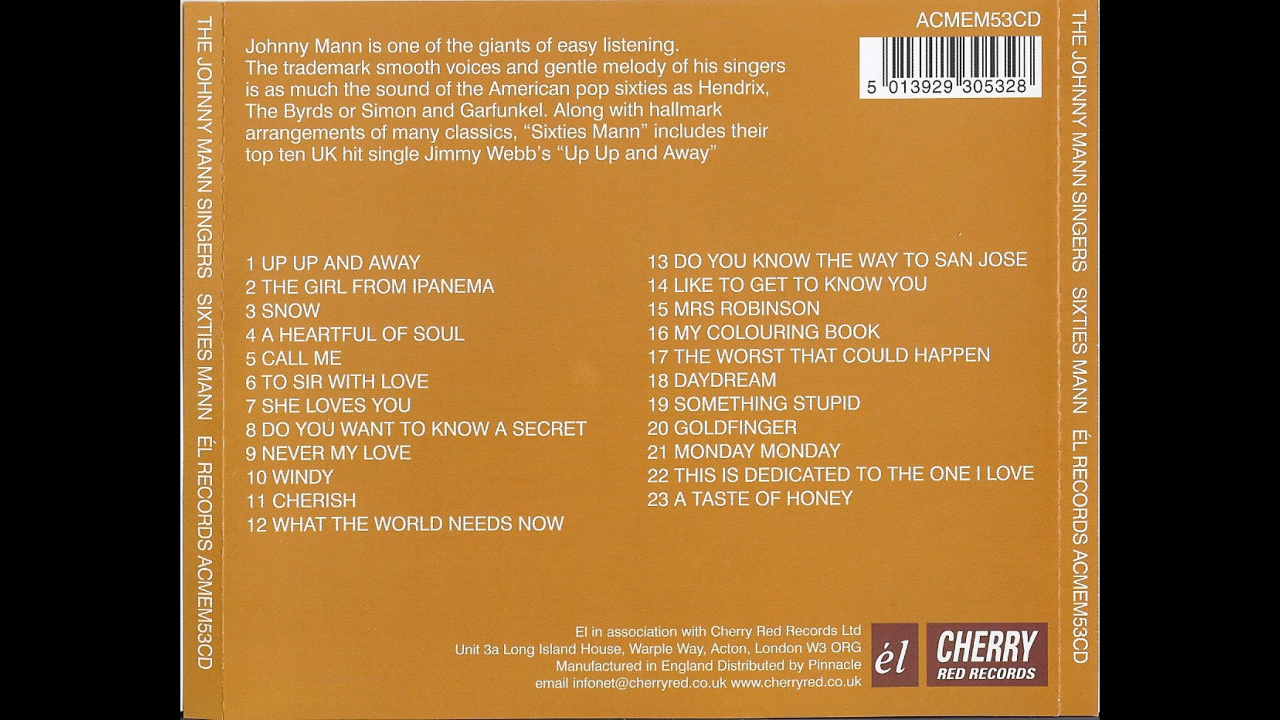 THE JOHNNY MANN SINGERS SIXTIES MANN ÉL RECORDS ACMEM53CD
Johnny Mann is one of the giants of easy listening.
The trademark smooth voices and gentle melody of his singers
is as much the sound of the American pop sixties as Hendrix,
The Byrds or Simon and Garfunkel. Along with hallmark
arrangements of many classics, “Sixties Mann” includes their
top ten UK hit single Jimmy Webb's “Up Up and Away”
ACMEM53CD
5 013929 305328
1 UP UP AND AWAY
2 THE GIRL FROM IPANEMA
3 SNOW
4 A HEARTFUL OF SOUL
5 CALL ME
6 TO SIR WITH LOVE
7 SHE LOVES YOU
8 DO YOU WANT TO KNOW A SECRET
9 NEVER MY LOVE
10 WINDY
11 CHERISH
12 WHAT THE WORLD NEEDS NOW
13 DO YOU KNOW THE WAY TO SAN JOSE
14 LIKE TO GET TO KNOW YOU
15 MRS ROBINSON
16 MY COLOURING BOOK
17 THE WORST THAT COULD HAPPEN
18 DAYDREAM
19 SOMETHING STUPID
20 GOLDFINGER
21 MONDAY MONDAY
22 THIS IS DEDICATED TO THE ONE I LOVE
23 A TASTE OF HONEY
El in association with Cherry Red Records Ltd
Unit 3a Long Island House, Warple Way, Acton, London W3 ORG
Manufactured in England Distributed by Pinnacle
email infonet@cherryred.co.uk www.cherryred.co.uk
él
CHERRY
RED RECORDS
THE JOHNNY MANN SINGERS SIXTIES MANN ÉL RECORDS ACMEM53CD